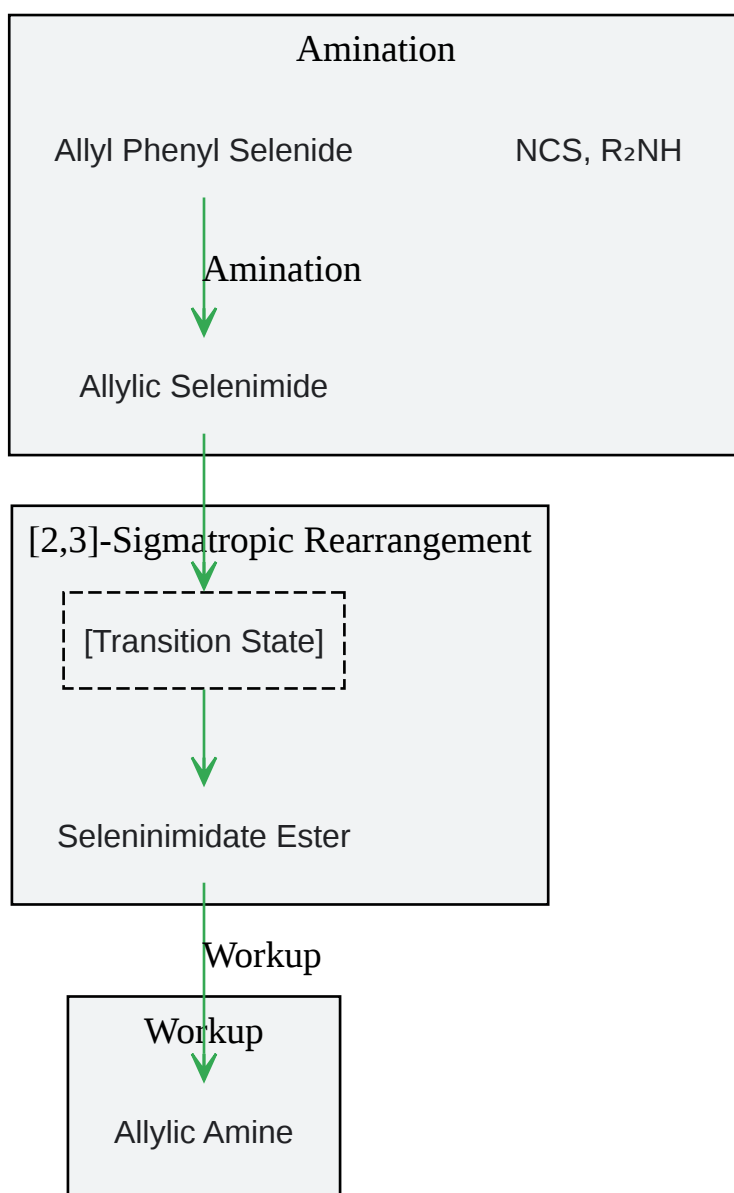 Amination
Allyl Phenyl Selenide
NCS, R₂NH
Amination
Allylic Selenimide
[2,3]-Sigmatropic Rearrangement
[Transition State]
Seleninimidate Ester
Workup
Workup
Allylic Amine